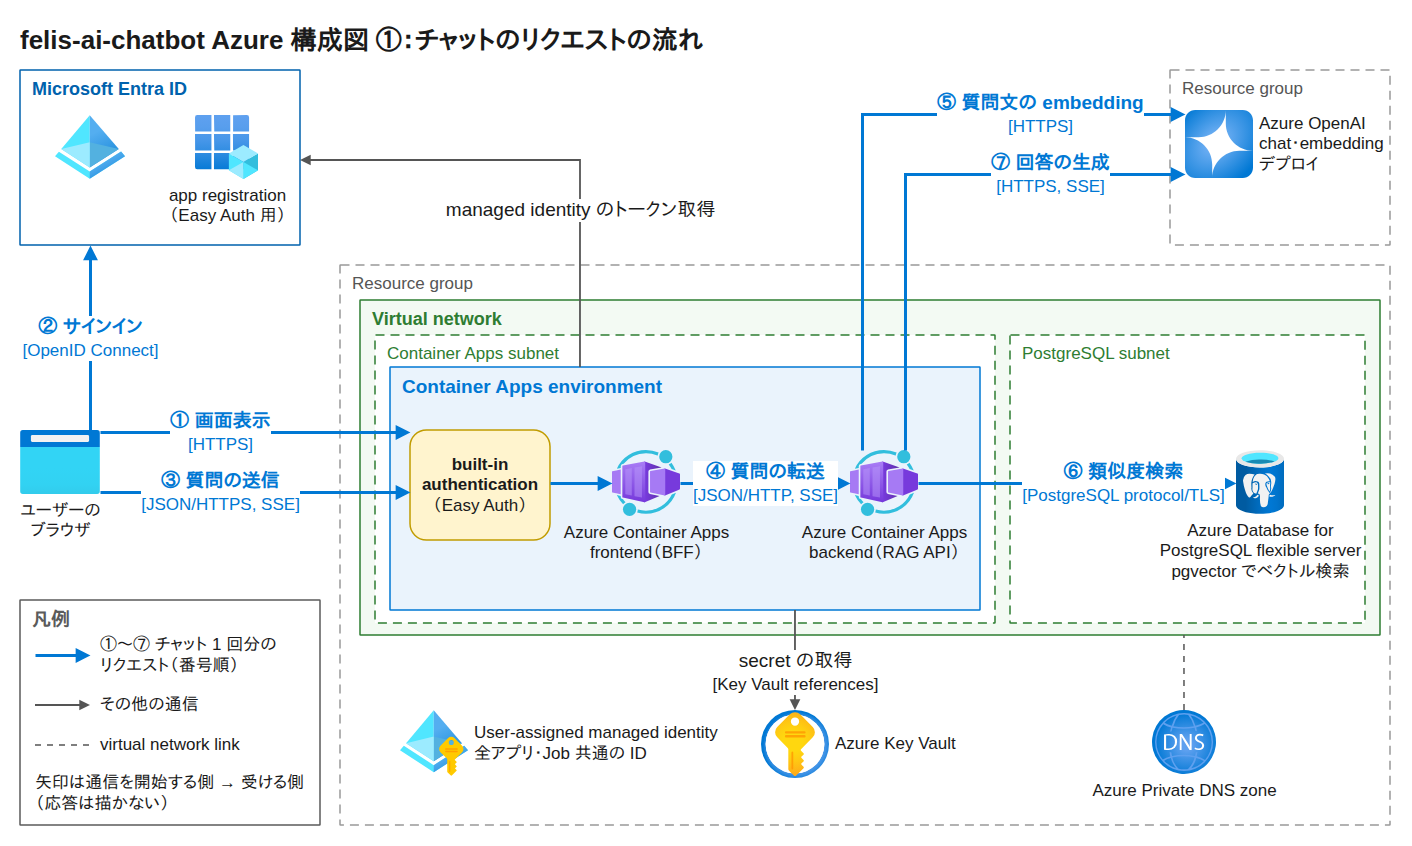 felis-ai-chatbot Azure 構成図 ①：チャットのリクエストの流れ
Microsoft Entra ID
app registration
（Easy Auth 用）
Resource group
Azure OpenAI
chat・embedding
デプロイ
⑤ 質問文の embedding
[HTTPS]
⑦ 回答の生成
[HTTPS, SSE]
managed identity のトークン取得
② サインイン
[OpenID Connect]
Resource group
Virtual network
Container Apps subnet
PostgreSQL subnet
Container Apps environment
① 画面表示
[HTTPS]
③ 質問の送信
[JSON/HTTPS, SSE]
ユーザーの
ブラウザ
built-in
authentication
（Easy Auth）
Azure Container Apps
frontend（BFF）
④ 質問の転送
[JSON/HTTP, SSE]
Azure Container Apps
backend（RAG API）
⑥ 類似度検索
[PostgreSQL protocol/TLS]
Azure Database for
PostgreSQL flexible server
pgvector でベクトル検索
secret の取得
[Key Vault references]
User-assigned managed identity
全アプリ・Job 共通の ID
Azure Key Vault
DNS
Azure Private DNS zone
凡例
①～⑦ チャット 1 回分の
リクエスト（番号順）
その他の通信
virtual network link
矢印は通信を開始する側 → 受ける側
（応答は描かない）